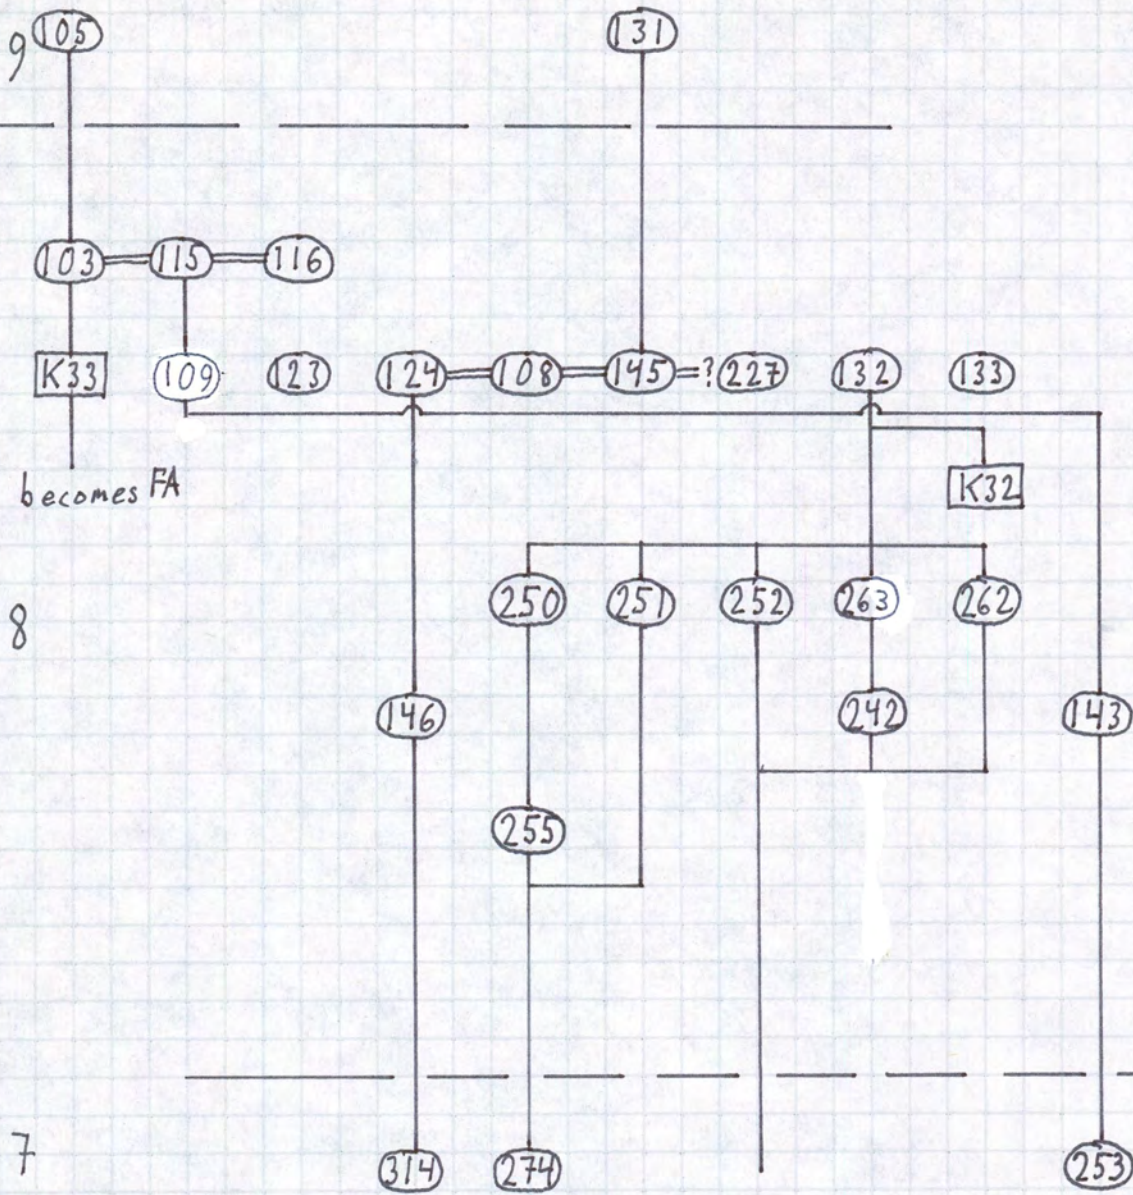 9 105 131
103 = 115 = 116
K33 109 123 124 = 108 = 145 =? 227 132 133
becomes FA K32
8 250 251 252 263 262
146 242 143
255
7 314 274 253